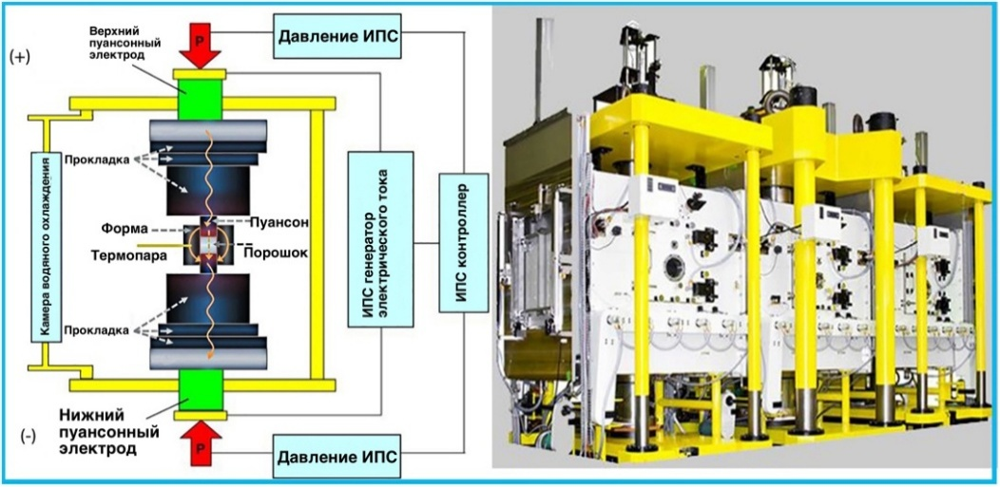 Верхний
пуансонный
электрод
P
Давление ИПС
(+)
Прокладка
Камера водяного охлаждения
Форма
Пуансон
Термопара
Порошок
ИПС генератор
электрического тока
ИПС контроллер
Прокладка
Нижний
пуансонный
электрод
(-)
P
Давление ИПС